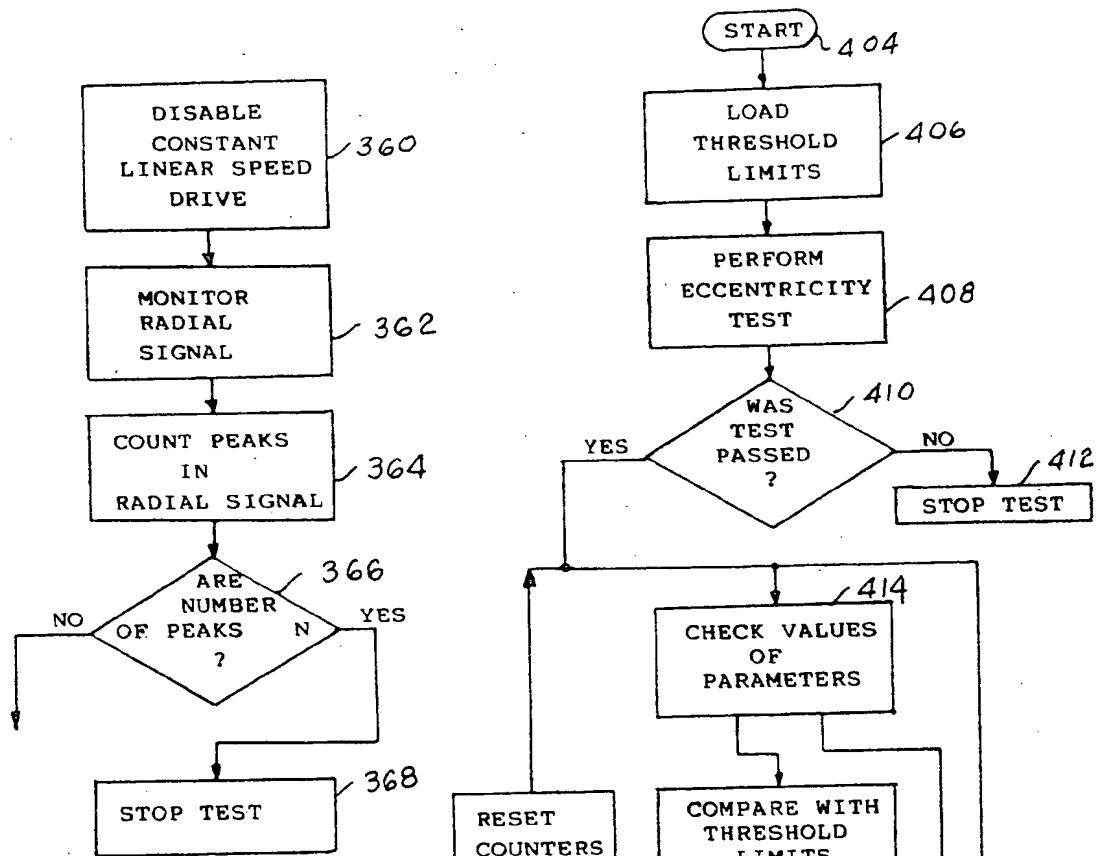 DISABLE
CONSTANT
LINEAR SPEED
DRIVE
360
MONITOR
RADIAL
SIGNAL
362
COUNT PEAKS
IN
RADIAL SIGNAL
364
ARE
NUMBER
OF PEAKS N
?
366
NO
YES
STOP TEST
368
START
404
LOAD
THRESHOLD
LIMITS
406
PERFORM
ECCENTRICITY
TEST
408
WAS
TEST
PASSED
?
410
YES
NO
STOP TEST
412
CHECK VALUES
OF
PARAMETERS
414
RESET
COUNTERS
COMPARE WITH
THRESHOLD
LIMITS